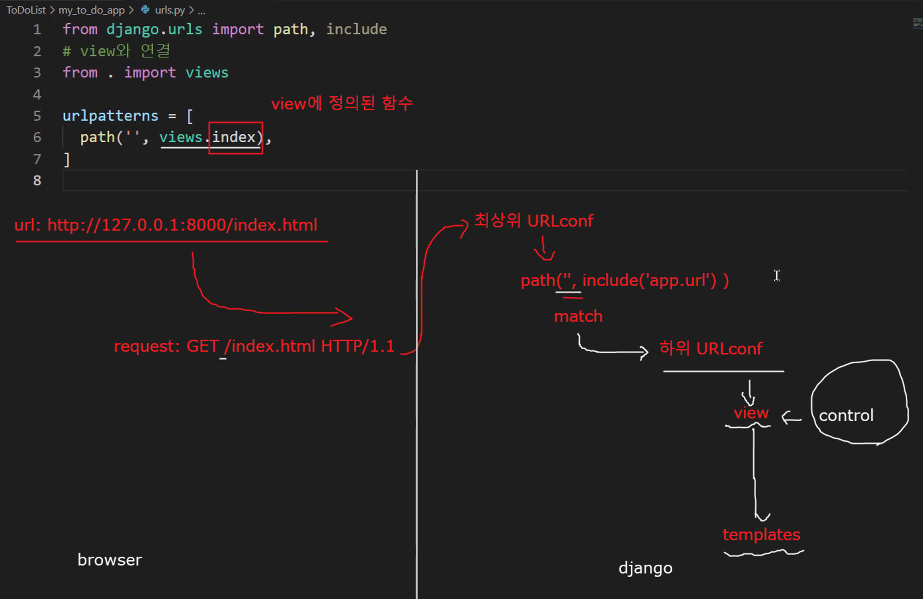 ToDoList > my_to_do_app > urls.py > ...
1 from django.urls import path, include
2 # view와 연결
3 from . import views
4
view에 정의된 함수
5 urlpatterns = [
6 path('', views.index),
7 ]
8
url: http://127.0.0.1:8000/index.html
최상위 URLconf
path('', include('app.url') )
match
request: GET /index.html HTTP/1.1
하위 URLconf
view
control
templates
browser
django